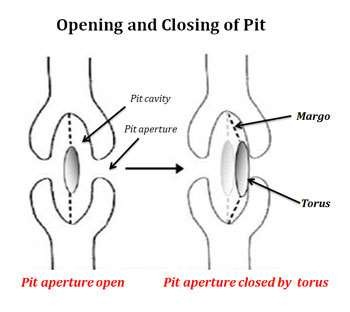 Opening and Closing of Pit
Pit cavity
Pit aperture
Margo
Torus
Pit aperture open
Pit aperture closed by torus